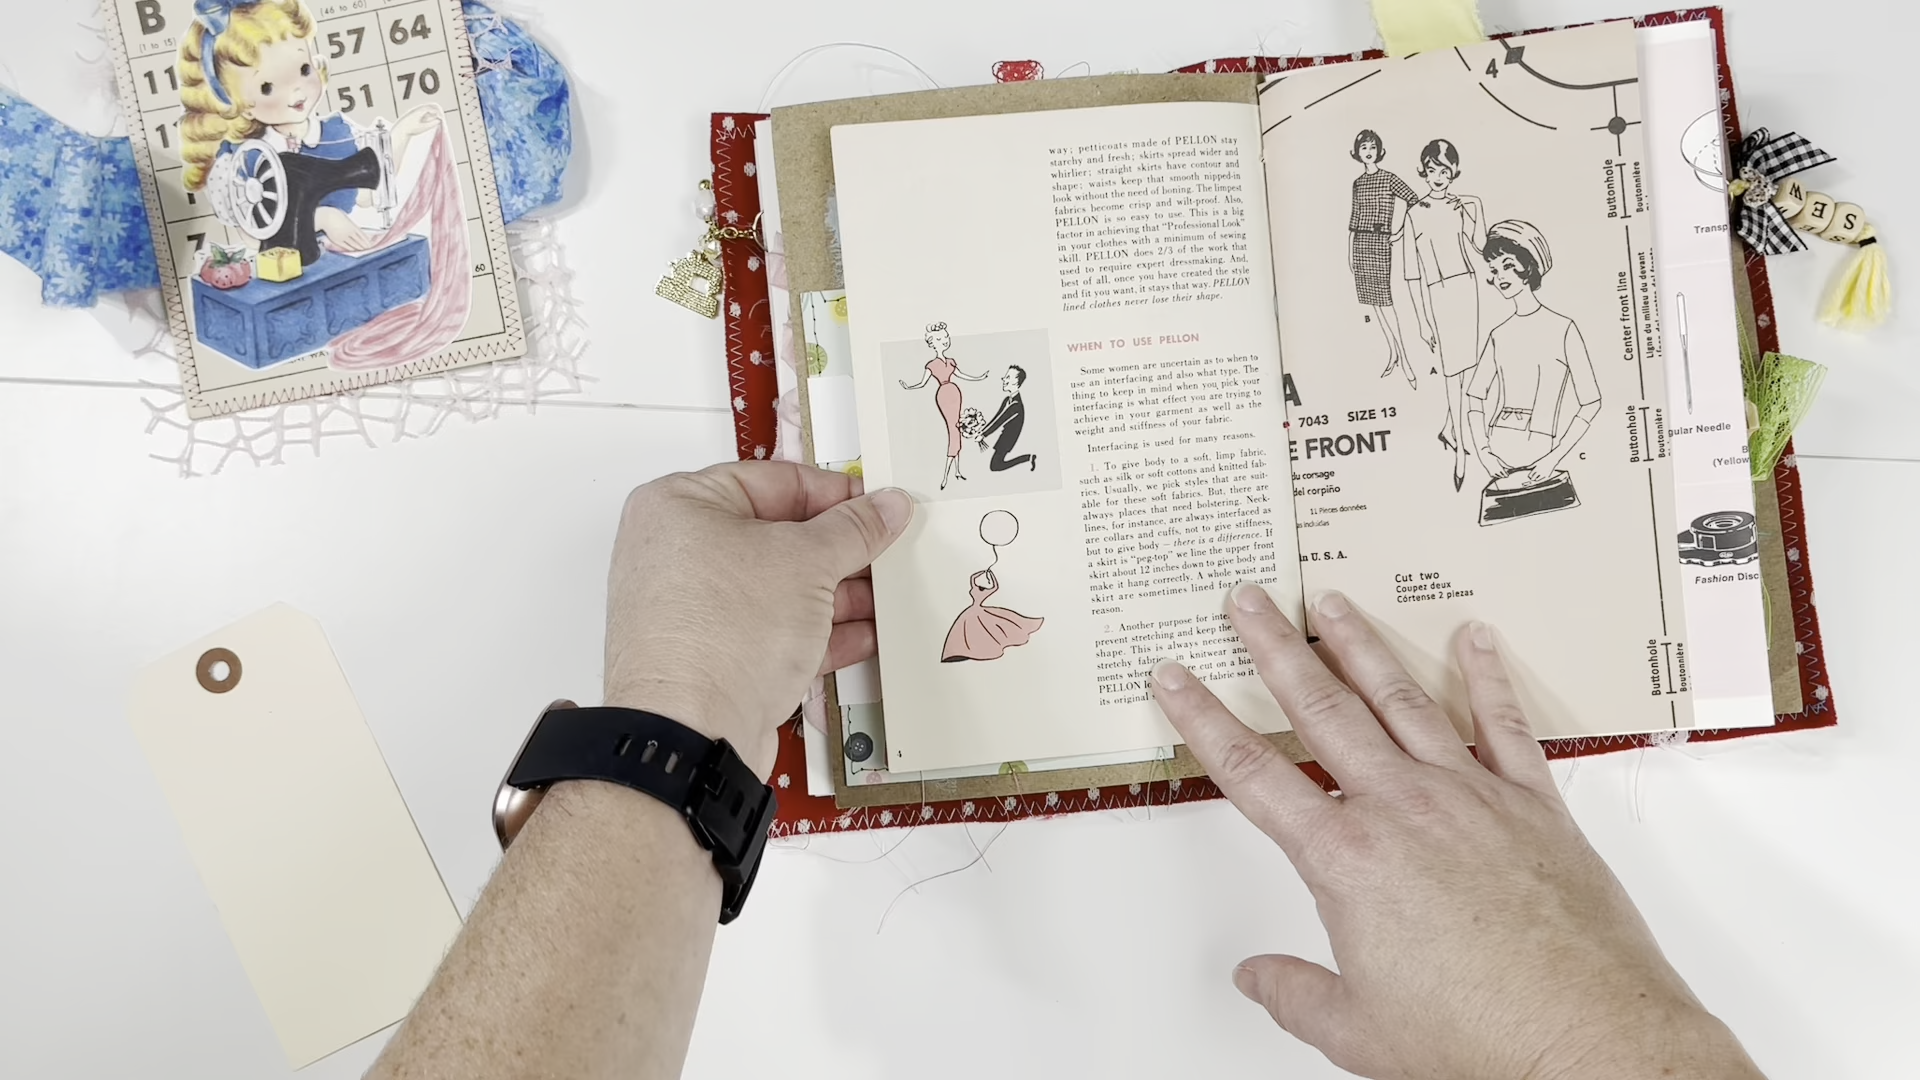 B
(1 to 15)
(46 to 60)
57
64
11
51
70
1
7
60
way; petticoats made of PELLON stay
starchy and fresh; skirts spread wider and
whirlier; straight skirts have contour and
shape; waists keep that smooth nipped-in
look without the need of boning. The limpest
fabrics become crisp and wilt-proof. Also,
PELLON is so easy to use. This is a big
factor in achieving that "Professional Look"
in your clothes with a minimum of sewing
skill. PELLON does 2/3 of the work that
used to require expert dressmaking. And,
best of all, once you have created the style
and fit you want, it stays that way. PELLON
lined clothes never lose their shape.
WHEN TO USE PELLON
Some women are uncertain as to when to
use an interfacing and also what type. The
thing to keep in mind when you pick your
interfacing is what effect you are trying to
achieve in your garment as well as the
weight and stiffness of your fabric.
Interfacing is used for many reasons.
1. To give body to a soft, limp fabric,
such as silk or soft cottons and knitted fab-
rics. Usually, we pick styles that are suit-
able for these soft fabrics. But, there are
always places that need bolstering. Neck-
lines, for instance, are always interfaced as
are collars and cuffs, not to give stiffness,
but to give body — there is a difference. If
a skirt is "peg-top" we line the upper front
skirt about 12 inches down to give body and
make it hang correctly. A whole waist and
skirt are sometimes lined for the same
reason.
2. Another purpose for
prevent stretching and keep the
shape. This is always necessary
stretchy fabrics, in knitwear and
ments where cut on a bias
PELLON fabric so it
its original
4
4
B
A
C
A
7043 SIZE 13
E FRONT
du corsage
del corpiño
11 Pieces données
as incluidas
in U. S. A.
Cut two
Coupez deux
Córtense 2 piezas
Buttonhole
Boutonnière
Center front line
Ligne du milieu du devant
Buttonhole
Boutonnière
Buttonhole
Boutonnière
Transp
gular Needle
B
(Yellow
Fashion Disc
SEW